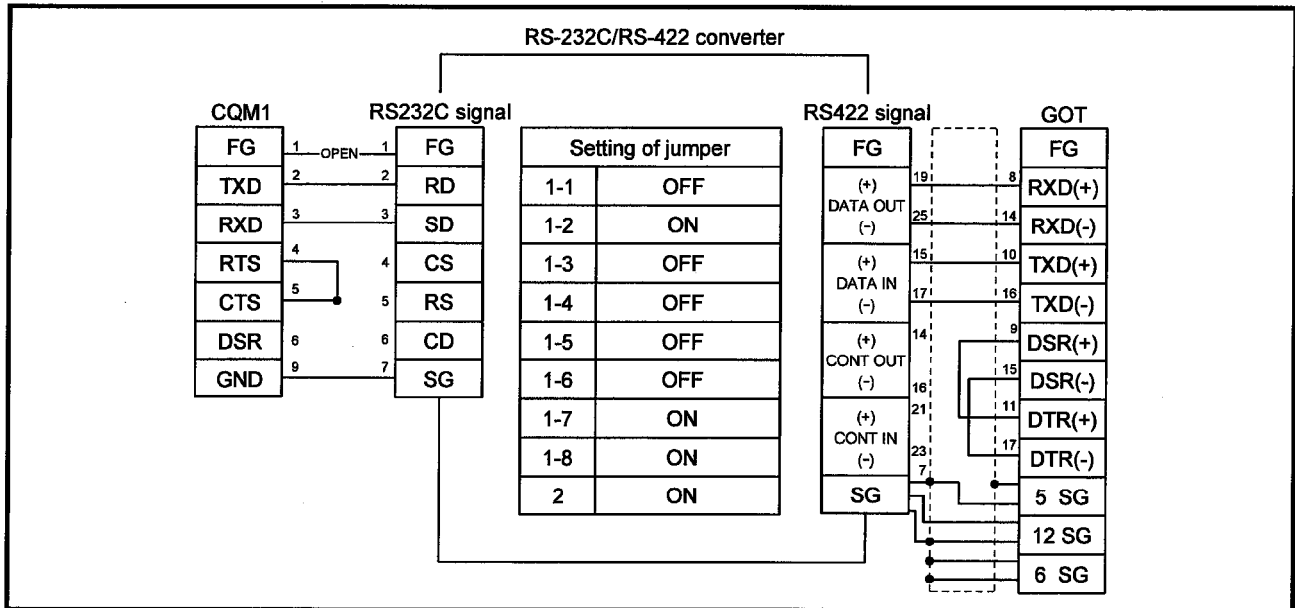 RS-232C/RS-422 converter
CQM1
RS232C signal
RS422 signal
GOT
FG 1 OPEN 1 FG
TXD 2 2 RD
RXD 3 3 SD
RTS 4 4 CS
CTS 5 5 RS
DSR 6 6 CD
GND 9 7 SG
Setting of jumper
1-1 OFF
1-2 ON
1-3 OFF
1-4 OFF
1-5 OFF
1-6 OFF
1-7 ON
1-8 ON
2 ON
FG FG
(+) 19 8 RXD(+)
DATA OUT
(-) 25 14 RXD(-)
(+) 15 10 TXD(+)
DATA IN
(-) 17 16 TXD(-)
(+) 14 9 DSR(+)
CONT OUT
(-) 16 15 DSR(-)
(+) 21 11 DTR(+)
CONT IN
(-) 23 17 DTR(-)
SG 7 5 SG
12 SG
6 SG